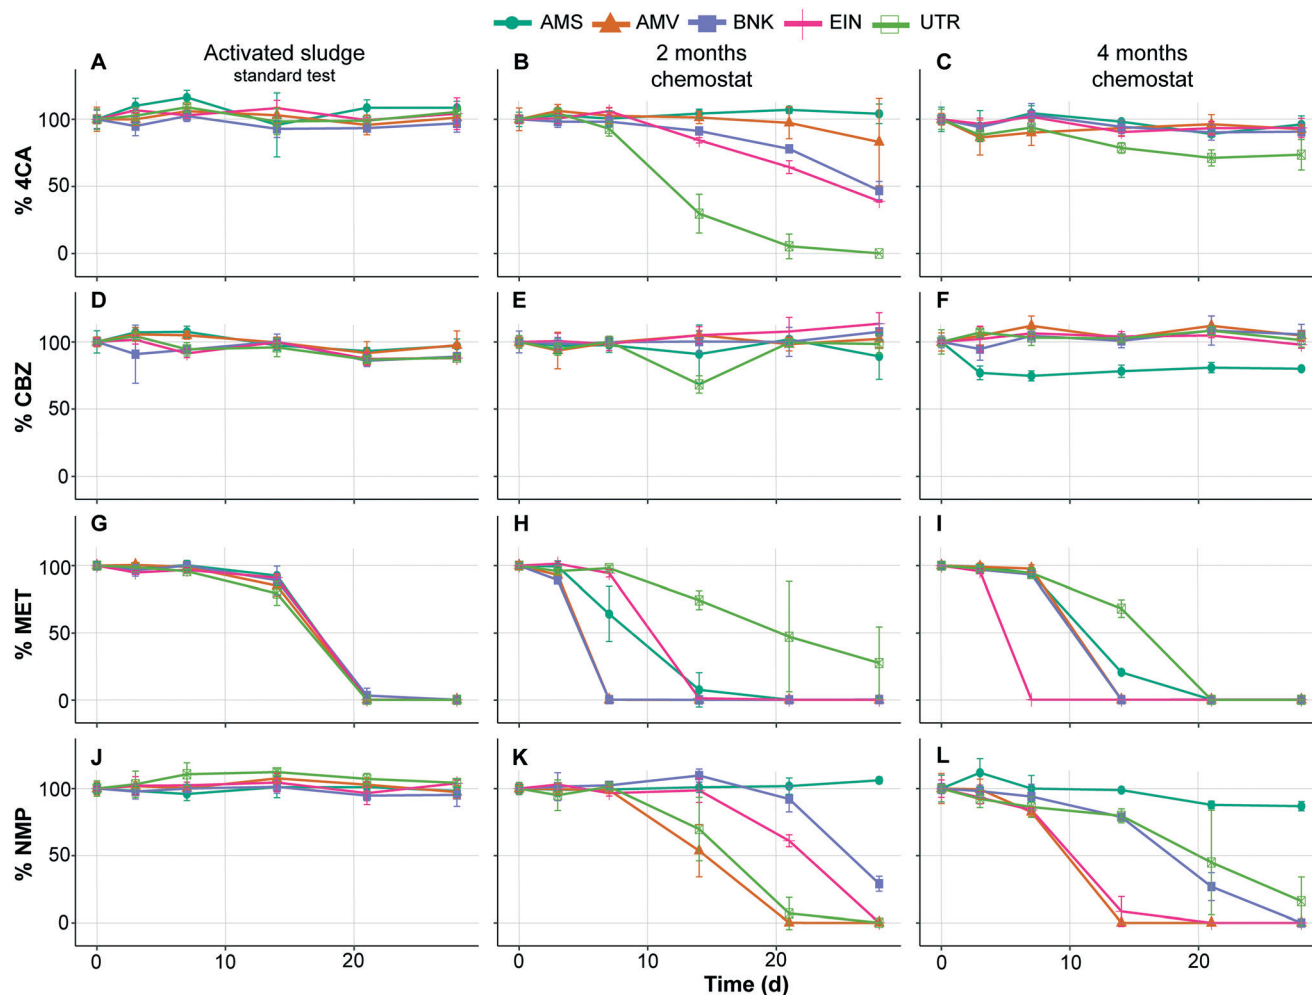 AMS AMV BNK EIN UTR
Activated sludge
standard test
2 months
chemostat
4 months
chemostat
A B C
% 4CA
100
50
0
D E F
% CBZ
100
50
0
G H I
% MET
100
50
0
J K L
% NMP
100
50
0
0 10 20 0 10 20 0 10 20
Time (d)